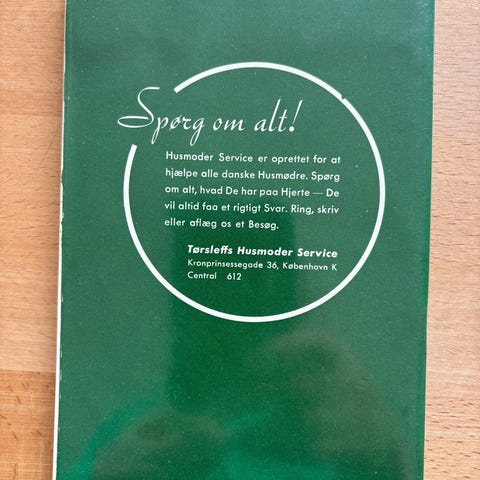 Spørg om alt!
Husmoder Service er oprettet for at
hjælpe alle danske Husmødre. Spørg
om alt, hvad De har paa Hjerte — De
vil altid faa et rigtigt Svar. Ring, skriv
eller aflæg os et Besøg.
Tørsleffs Husmoder Service
Kronprinsessegade 36, København K
Central 612